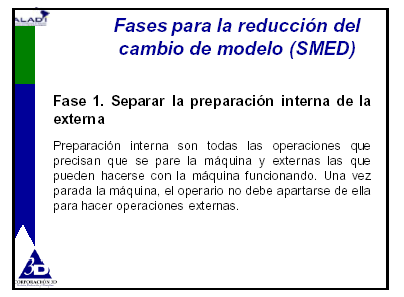 ALADI
Fases para la reducción del
cambio de modelo (SMED)
Fase 1. Separar la preparación interna de la
externa
Preparación interna son todas las operaciones que
precisan que se pare la máquina y externas las que
pueden hacerse con la máquina funcionando. Una vez
parada la máquina, el operario no debe apartarse de ella
para hacer operaciones externas.
3D
CORPORACIÓN 3D